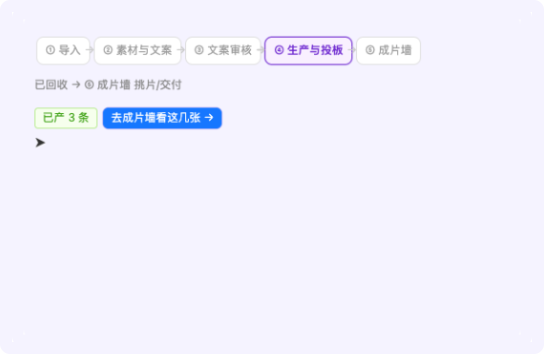 ① 导入 → ② 素材与文案 → ③ 文案审核 → ④ 生产与投板 → ⑤ 成片墙
已回收 → ⑤ 成片墙 挑片/交付
已产 3 条 去成片墙看这几张 →